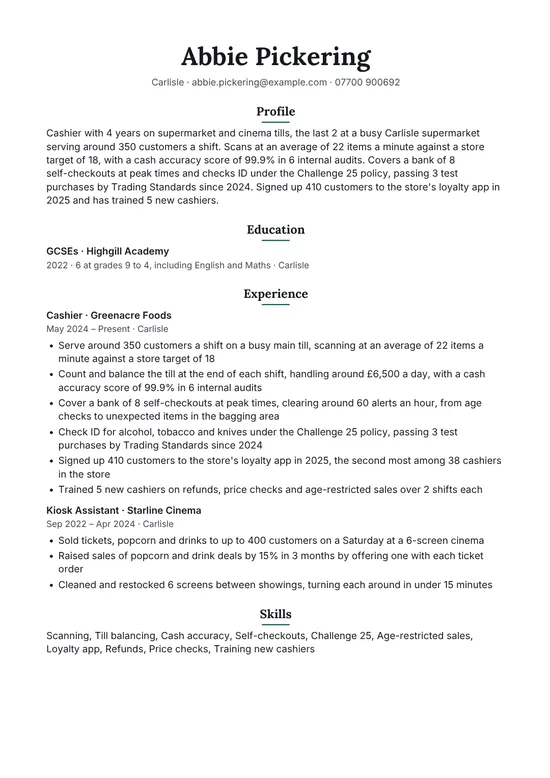 Abbie Pickering
Carlisle · abbie.pickering@example.com · 07700 900692
Profile
Cashier with 4 years on supermarket and cinema tills, the last 2 at a busy Carlisle supermarket
serving around 350 customers a shift. Scans at an average of 22 items a minute against a store
target of 18, with a cash accuracy score of 99.9% in 6 internal audits. Covers a bank of 8
self-checkouts at peak times and checks ID under the Challenge 25 policy, passing 3 test
purchases by Trading Standards since 2024. Signed up 410 customers to the store's loyalty app in
2025 and has trained 5 new cashiers.
Education
GCSEs · Highgill Academy
2022 · 6 at grades 9 to 4, including English and Maths · Carlisle
Experience
Cashier · Greenacre Foods
May 2024 – Present · Carlisle
• Serve around 350 customers a shift on a busy main till, scanning at an average of 22 items a
minute against a store target of 18
• Count and balance the till at the end of each shift, handling around £6,500 a day, with a cash
accuracy score of 99.9% in 6 internal audits
• Cover a bank of 8 self-checkouts at peak times, clearing around 60 alerts an hour, from age
checks to unexpected items in the bagging area
• Check ID for alcohol, tobacco and knives under the Challenge 25 policy, passing 3 test
purchases by Trading Standards since 2024
• Signed up 410 customers to the store's loyalty app in 2025, the second most among 38 cashiers
in the store
• Trained 5 new cashiers on refunds, price checks and age-restricted sales over 2 shifts each
Kiosk Assistant · Starline Cinema
Sep 2022 – Apr 2024 · Carlisle
• Sold tickets, popcorn and drinks to up to 400 customers on a Saturday at a 6-screen cinema
• Raised sales of popcorn and drink deals by 15% in 3 months by offering one with each ticket
order
• Cleaned and restocked 6 screens between showings, turning each around in under 15 minutes
Skills
Scanning, Till balancing, Cash accuracy, Self-checkouts, Challenge 25, Age-restricted sales,
Loyalty app, Refunds, Price checks, Training new cashiers